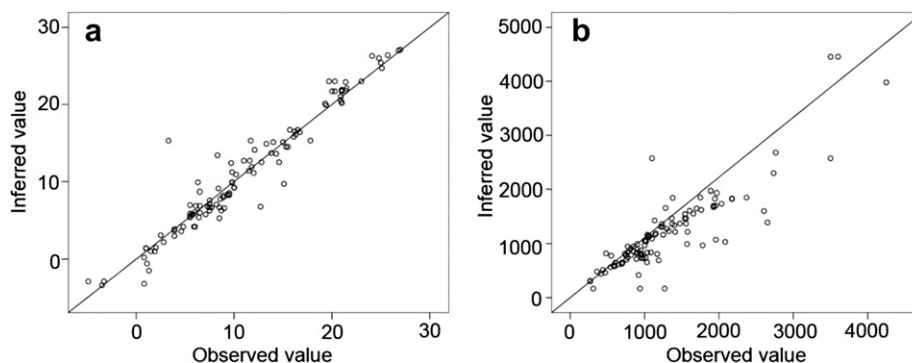 a
30
20
10
0
Inferred value
0 10 20 30
Observed value
b
5000
4000
3000
2000
1000
0
Inferred value
0 1000 2000 3000 4000
Observed value